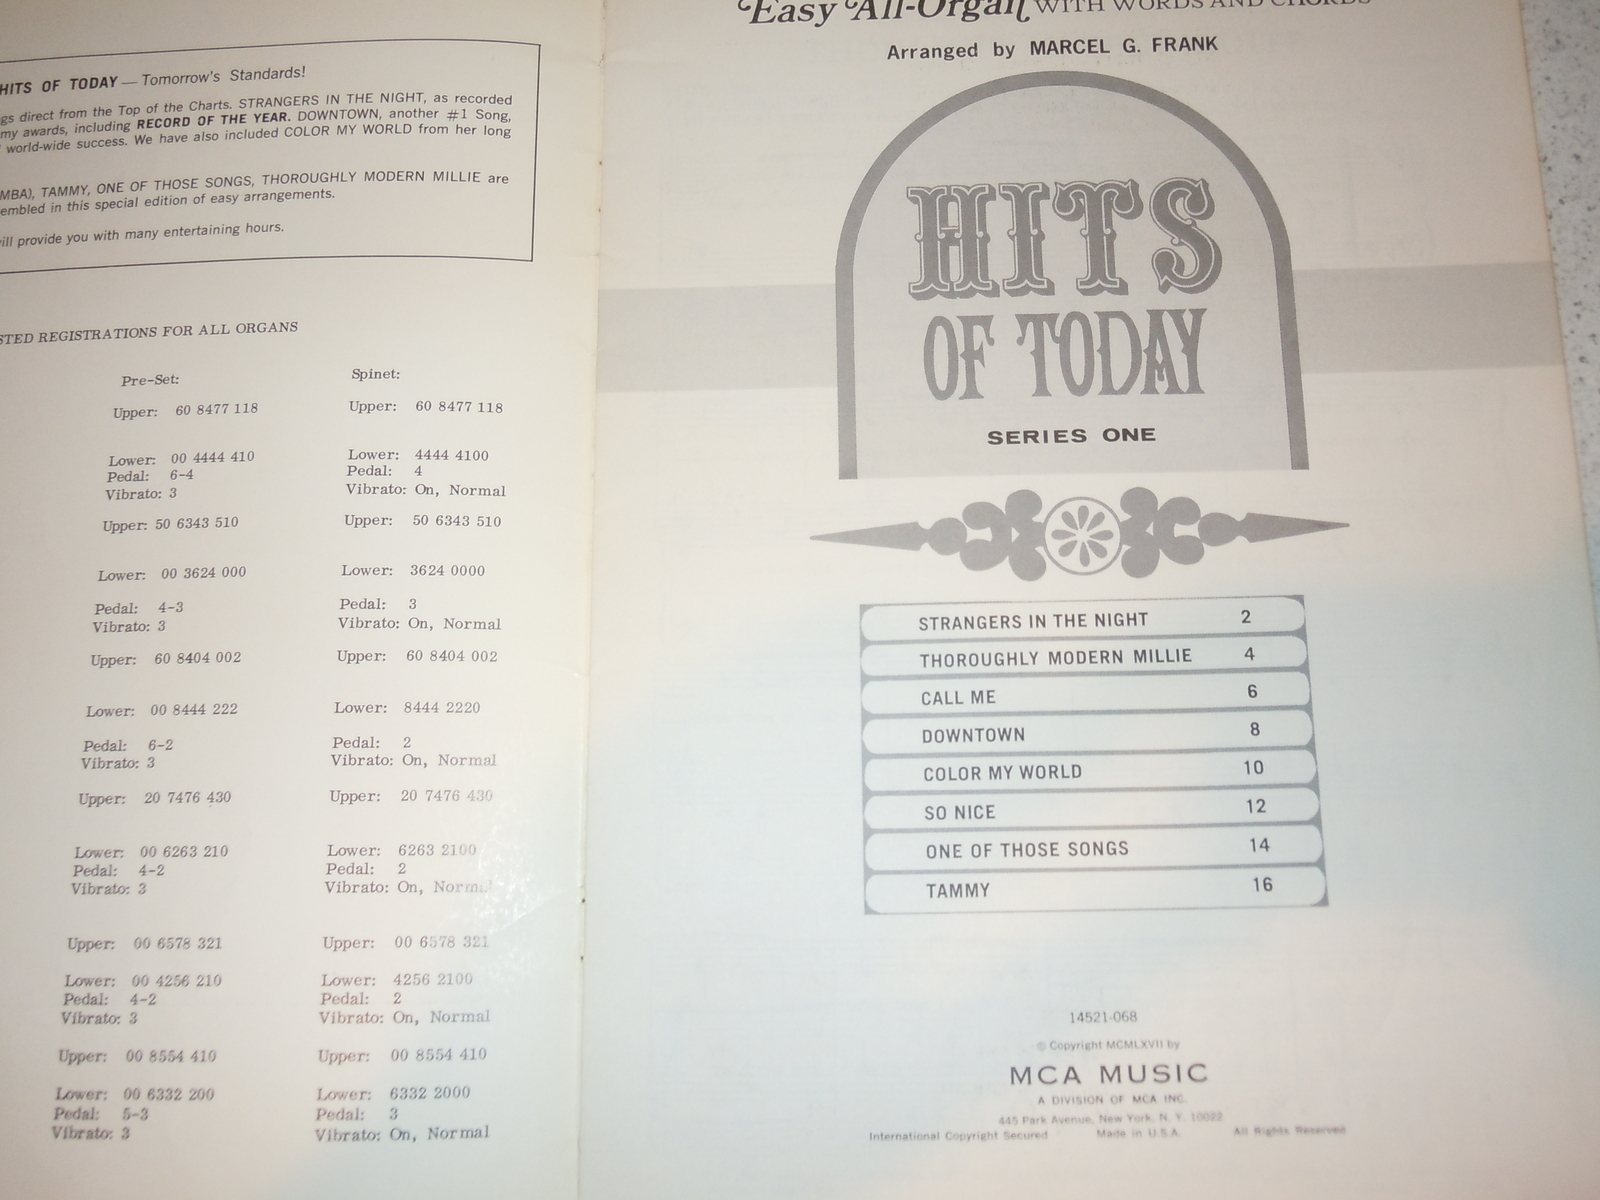 HITS OF TODAY — Tomorrow's Standards!
gs direct from the Top of the Charts. STRANGERS IN THE NIGHT, as recorded
my awards, including RECORD OF THE YEAR. DOWNTOWN, another #1 Song,
world-wide success. We have also included COLOR MY WORLD from her long
MBA), TAMMY, ONE OF THOSE SONGS, THOROUGHLY MODERN MILLIE are
embled in this special edition of easy arrangements.
ill provide you with many entertaining hours.
STED REGISTRATIONS FOR ALL ORGANS
Pre-Set: Spinet:
Upper: 60 8477 118 Upper: 60 8477 118
Lower: 00 4444 410 Lower: 4444 4100
Pedal: 6-4 Pedal: 4
Vibrato: 3 Vibrato: On, Normal
Upper: 50 6343 510 Upper: 50 6343 510
Lower: 00 3624 000 Lower: 3624 0000
Pedal: 4-3 Pedal: 3
Vibrato: 3 Vibrato: On, Normal
Upper: 60 8404 002 Upper: 60 8404 002
Lower: 00 8444 222 Lower: 8444 2220
Pedal: 6-2 Pedal: 2
Vibrato: 3 Vibrato: On, Normal
Upper: 20 7476 430 Upper: 20 7476 430
Lower: 00 6263 210 Lower: 6263 2100
Pedal: 4-2 Pedal: 2
Vibrato: 3 Vibrato: On, Normal
Upper: 00 6578 321 Upper: 00 6578 321
Lower: 00 4256 210 Lower: 4256 2100
Pedal: 4-2 Pedal: 2
Vibrato: 3 Vibrato: On, Normal
Upper: 00 8554 410 Upper: 00 8554 410
Lower: 00 6332 200 Lower: 6332 2000
Pedal: 5-3 Pedal: 3
Vibrato: 3 Vibrato: On, Normal
Easy All-Organ WITH WORDS AND CHORDS
Arranged by MARCEL G. FRANK
HITS
OF TODAY
SERIES ONE
STRANGERS IN THE NIGHT 2
THOROUGHLY MODERN MILLIE 4
CALL ME 6
DOWNTOWN 8
COLOR MY WORLD 10
SO NICE 12
ONE OF THOSE SONGS 14
TAMMY 16
14521-068
© Copyright MCMLXVII by
MCA MUSIC
A DIVISION OF MCA INC.
445 Park Avenue, New York, N. Y. 10022
International Copyright Secured Made in U.S.A. All Rights Reserved